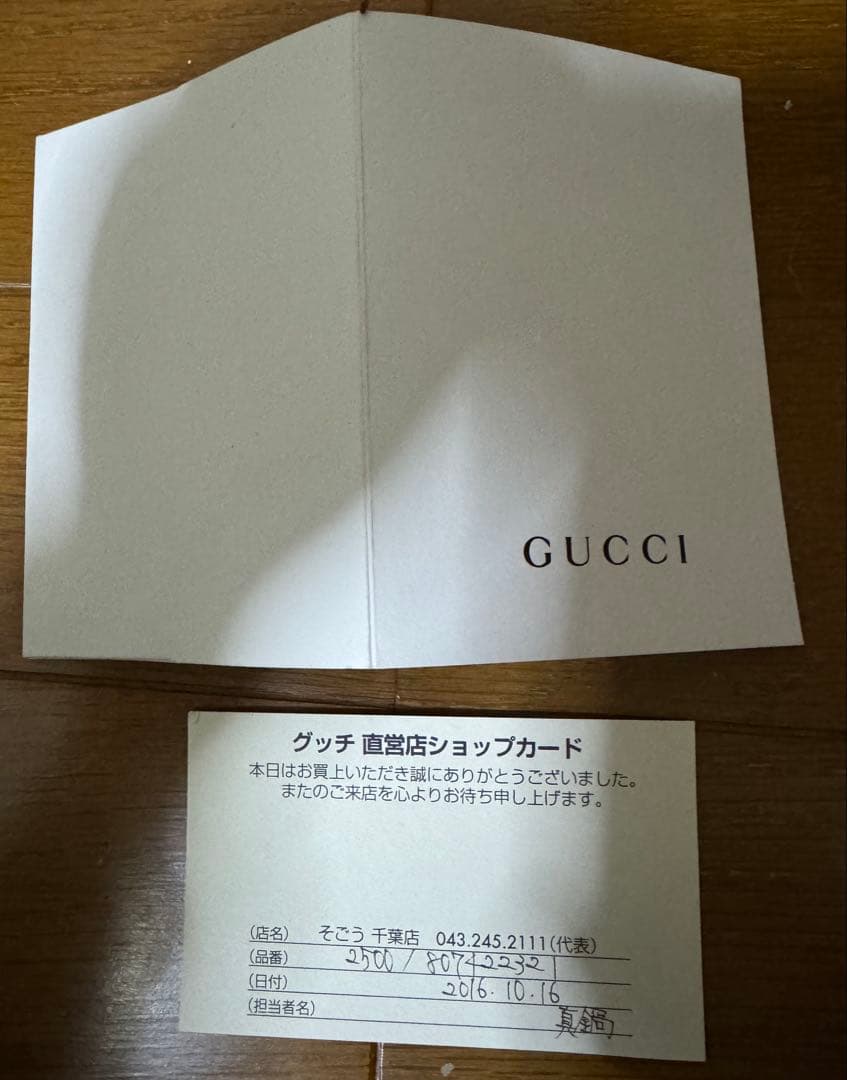 GUCCI
グッチ 直営店ショップカード
本日はお買上いただき誠にありがとうございました。
またのご来店を心よりお待ち申し上げます。
(店名) そごう 千葉店 043.245.2111(代表)
(品番) 2500/807422321
(日付) 2016.10.16
(担当者名) 真鍋